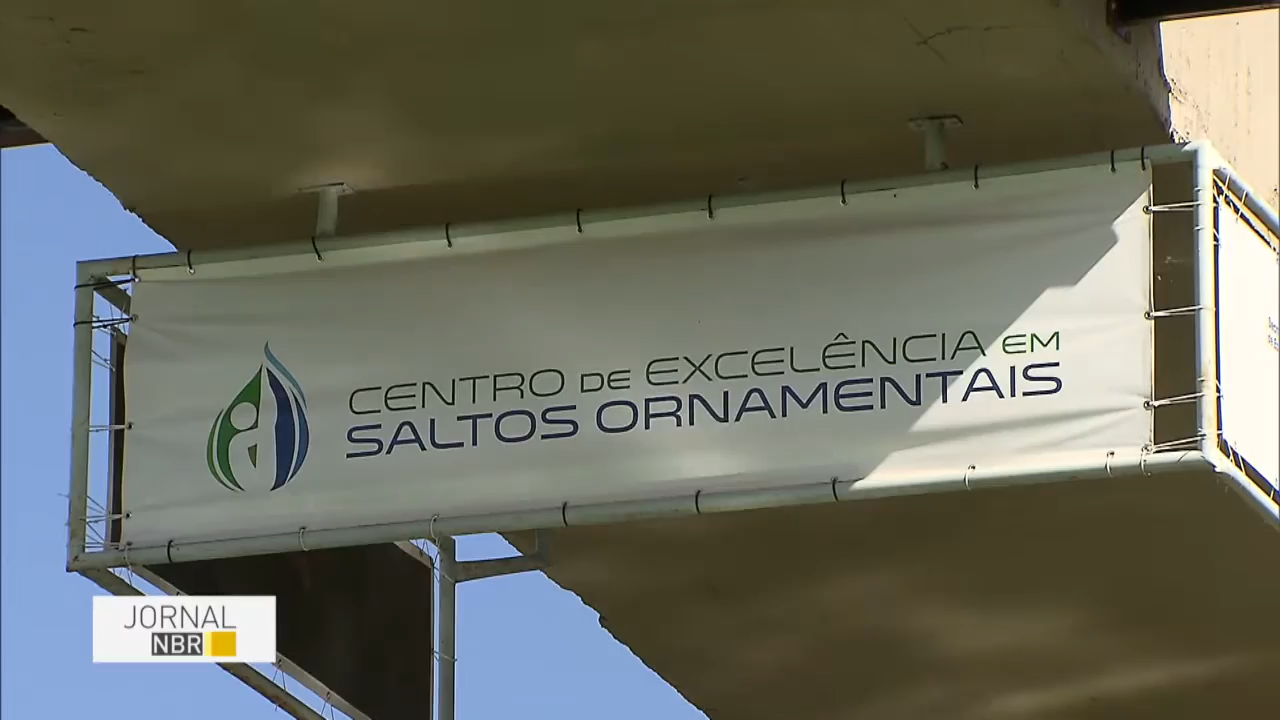 CENTRO DE EXCELÊNCIA EM
SALTOS ORNAMENTAIS
JORNAL
NBR